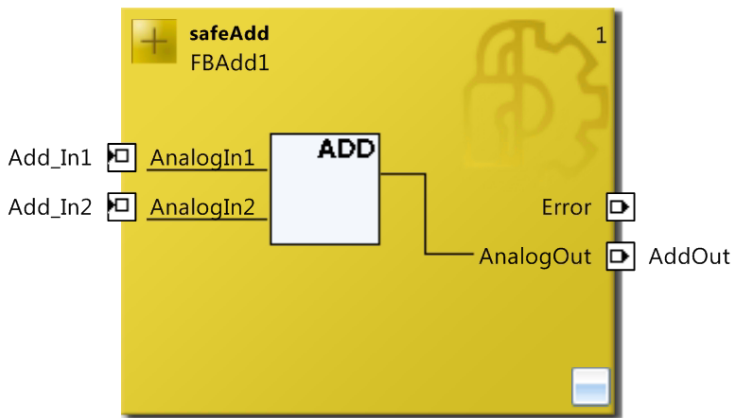 safeAdd 1
FBAdd1
ADD
Add_In1 AnalogIn1
Add_In2 AnalogIn2
Error
AnalogOut AddOut